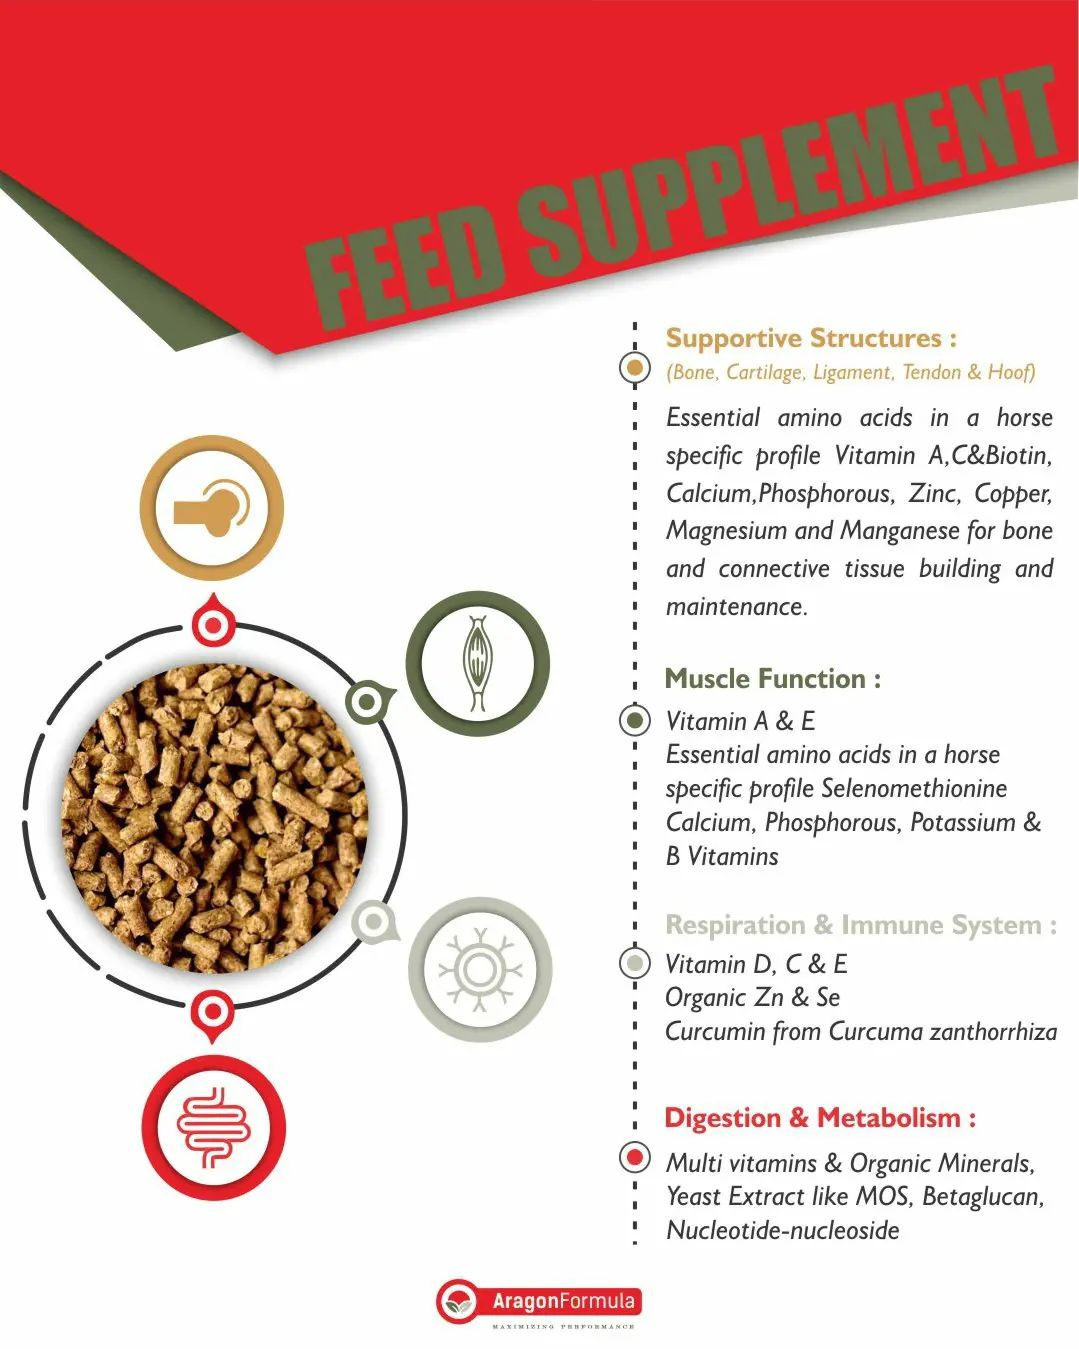 FEED SUPPLEMENT
Supportive Structures :
(Bone, Cartilage, Ligament, Tendon & Hoof)
Essential amino acids in a horse
specific profile Vitamin A,C&Biotin,
Calcium,Phosphorous, Zinc, Copper,
Magnesium and Manganese for bone
and connective tissue building and
maintenance.
Muscle Function :
Vitamin A & E
Essential amino acids in a horse
specific profile Selenomethionine
Calcium, Phosphorous, Potassium &
B Vitamins
Respiration & Immune System :
Vitamin D, C & E
Organic Zn & Se
Curcumin from Curcuma zanthorrhiza
Digestion & Metabolism :
Multi vitamins & Organic Minerals,
Yeast Extract like MOS, Betaglucan,
Nucleotide-nucleoside
AragonFormula
MAXIMIZING PERFORMANCE